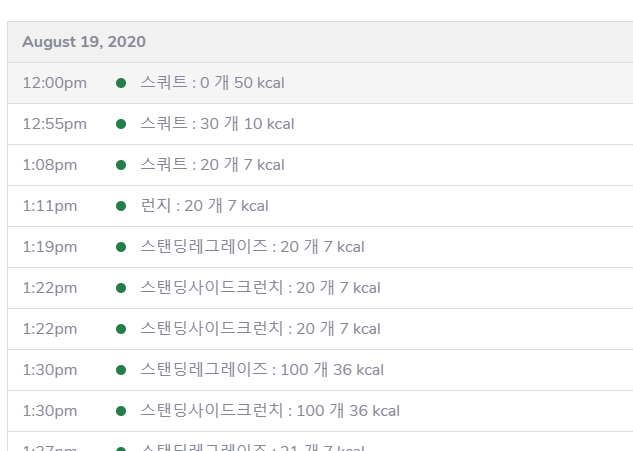 August 19, 2020
12:00pm 스쿼트 : 0 개 50 kcal
12:55pm 스쿼트 : 30 개 10 kcal
1:08pm 스쿼트 : 20 개 7 kcal
1:11pm 런지 : 20 개 7 kcal
1:19pm 스탠딩레그레이즈 : 20 개 7 kcal
1:22pm 스탠딩사이드크런치 : 20 개 7 kcal
1:22pm 스탠딩사이드크런치 : 20 개 7 kcal
1:30pm 스탠딩레그레이즈 : 100 개 36 kcal
1:30pm 스탠딩사이드크런치 : 100 개 36 kcal
스탠딩레그레이즈 :